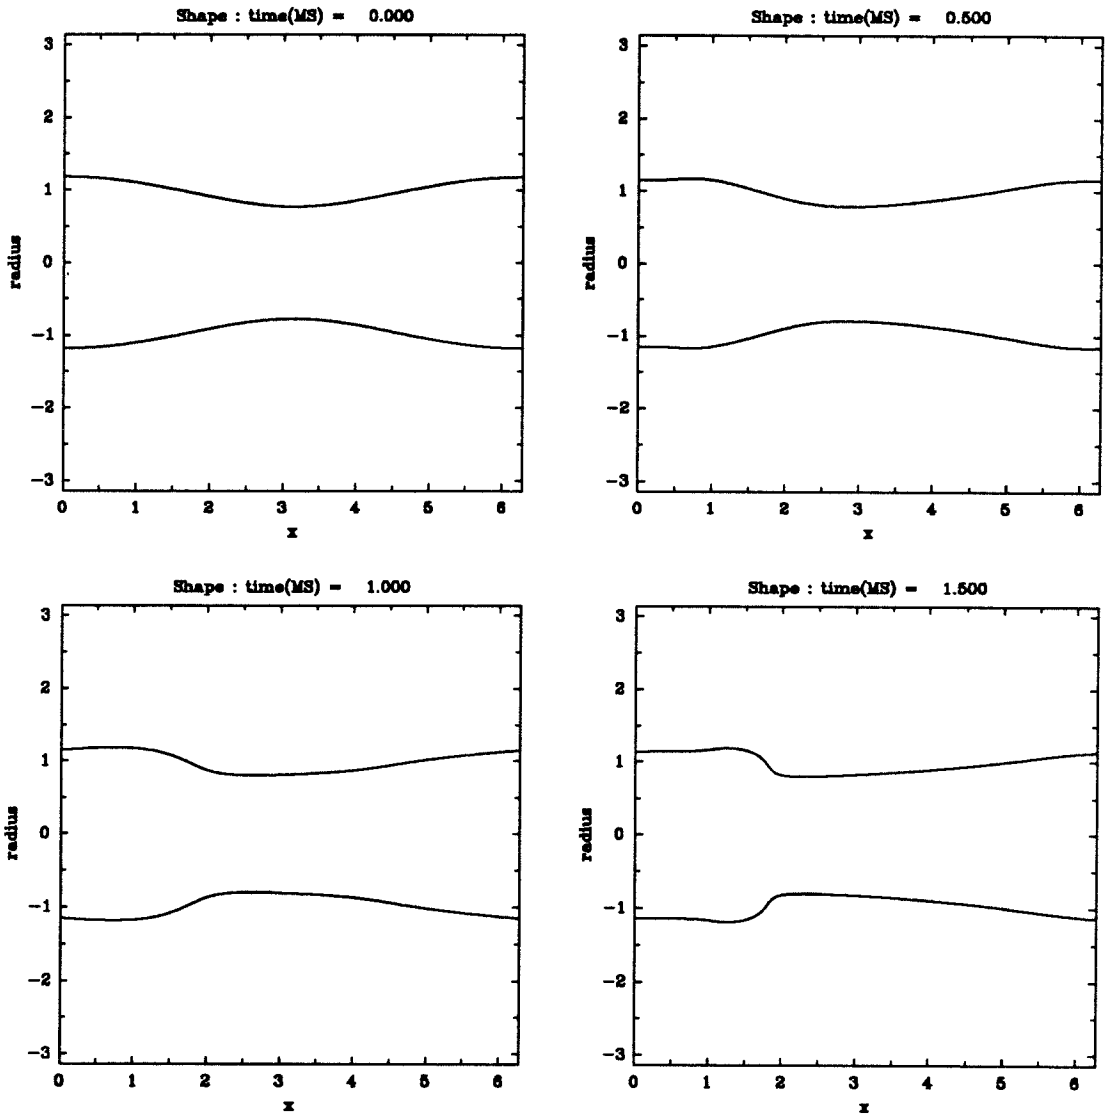 Shape : time(MS) =   0.000
3
2
1
0
−1
−2
−3
radius
0 1 2 3 4 5 6
x
Shape : time(MS) =   0.500
3
2
1
0
−1
−2
−3
radius
0 1 2 3 4 5 6
x
Shape : time(MS) =   1.000
3
2
1
0
−1
−2
−3
radius
0 1 2 3 4 5 6
x
Shape : time(MS) =   1.500
3
2
1
0
−1
−2
−3
radius
0 1 2 3 4 5 6
x